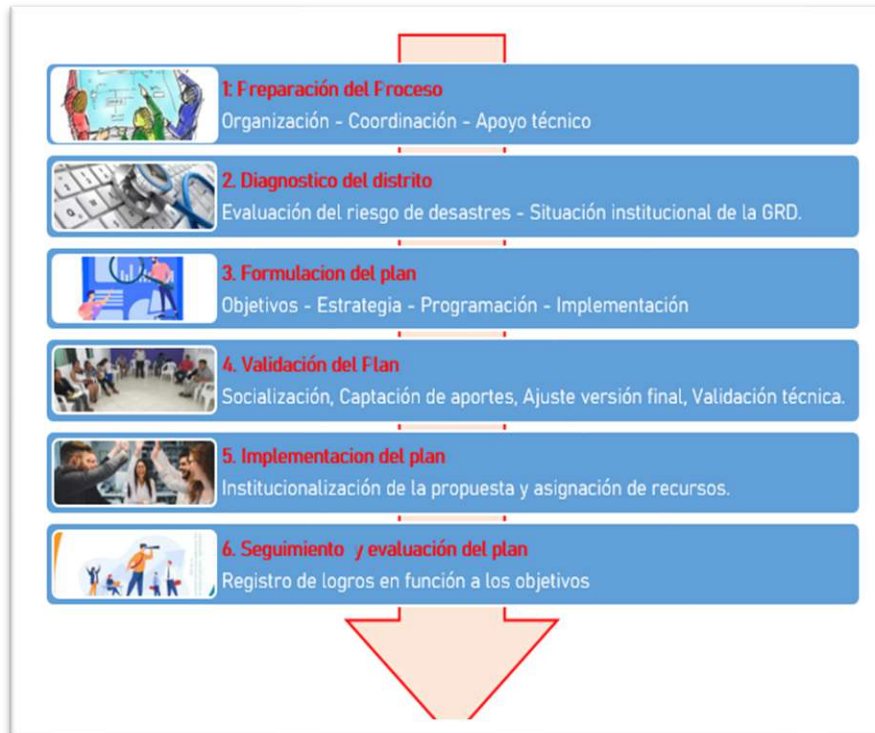 1: Preparación del Proceso
Organización - Coordinación - Apoyo técnico
2. Diagnostico del distrito
Evaluación del riesgo de desastres - Situación institucional de la GRD.
3. Formulacion del plan
Objetivos - Estrategia - Programación - Implementación
4. Validación del Plan
Socialización, Captación de aportes, Ajuste versión final, Validación técnica.
5. Implementacion del plan
Institucionalización de la propuesta y asignación de recursos.
6. Seguimiento y evaluación del plan
Registro de logros en función a los objetivos